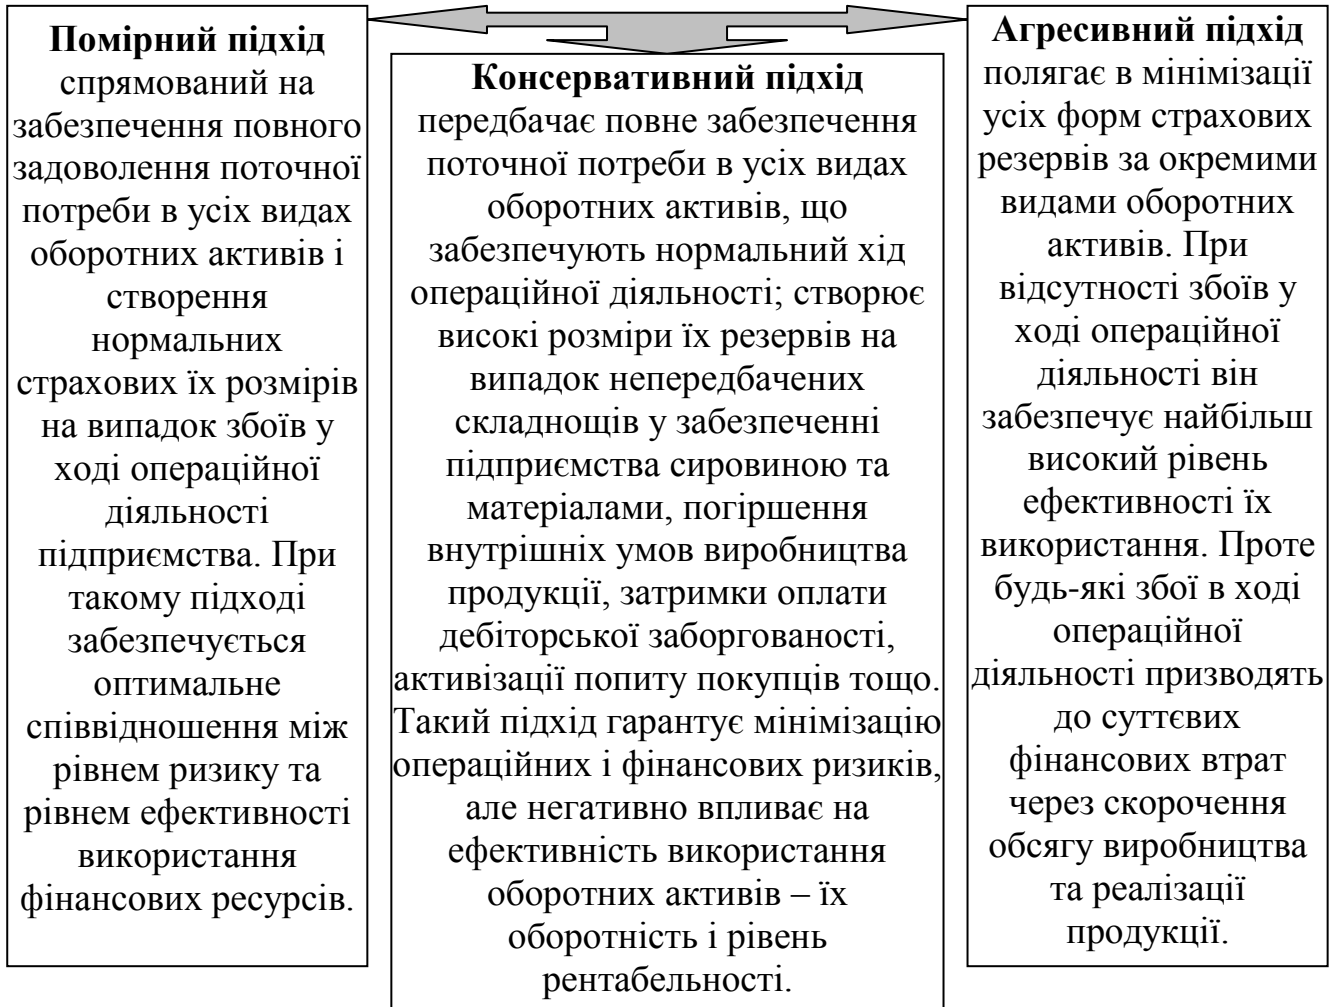 Помірний підхід
спрямований на
забезпечення повного
задоволення поточної
потреби в усіх видах
оборотних активів і
створення
нормальних
страхових їх розмірів
на випадок збоїв у
ході операційної
діяльності
підприємства. При
такому підході
забезпечується
оптимальне
співвідношення між
рівнем ризику та
рівнем ефективності
використання
фінансових ресурсів.
Консервативний підхід
передбачає повне забезпечення
поточної потреби в усіх видах
оборотних активів, що
забезпечують нормальний хід
операційної діяльності; створює
високі розміри їх резервів на
випадок непередбачених
складнощів у забезпеченні
підприємства сировиною та
матеріалами, погіршення
внутрішніх умов виробництва
продукції, затримки оплати
дебіторської заборгованості,
активізації попиту покупців тощо.
Такий підхід гарантує мінімізацію
операційних і фінансових ризиків,
але негативно впливає на
ефективність використання
оборотних активів – їх
оборотність і рівень
рентабельності.
Агресивний підхід
полягає в мінімізації
усіх форм страхових
резервів за окремими
видами оборотних
активів. При
відсутності збоїв у
ході операційної
діяльності він
забезпечує найбільш
високий рівень
ефективності їх
використання. Проте
будь-які збої в ході
операційної
діяльності призводять
до суттєвих
фінансових втрат
через скорочення
обсягу виробництва
та реалізації
продукції.